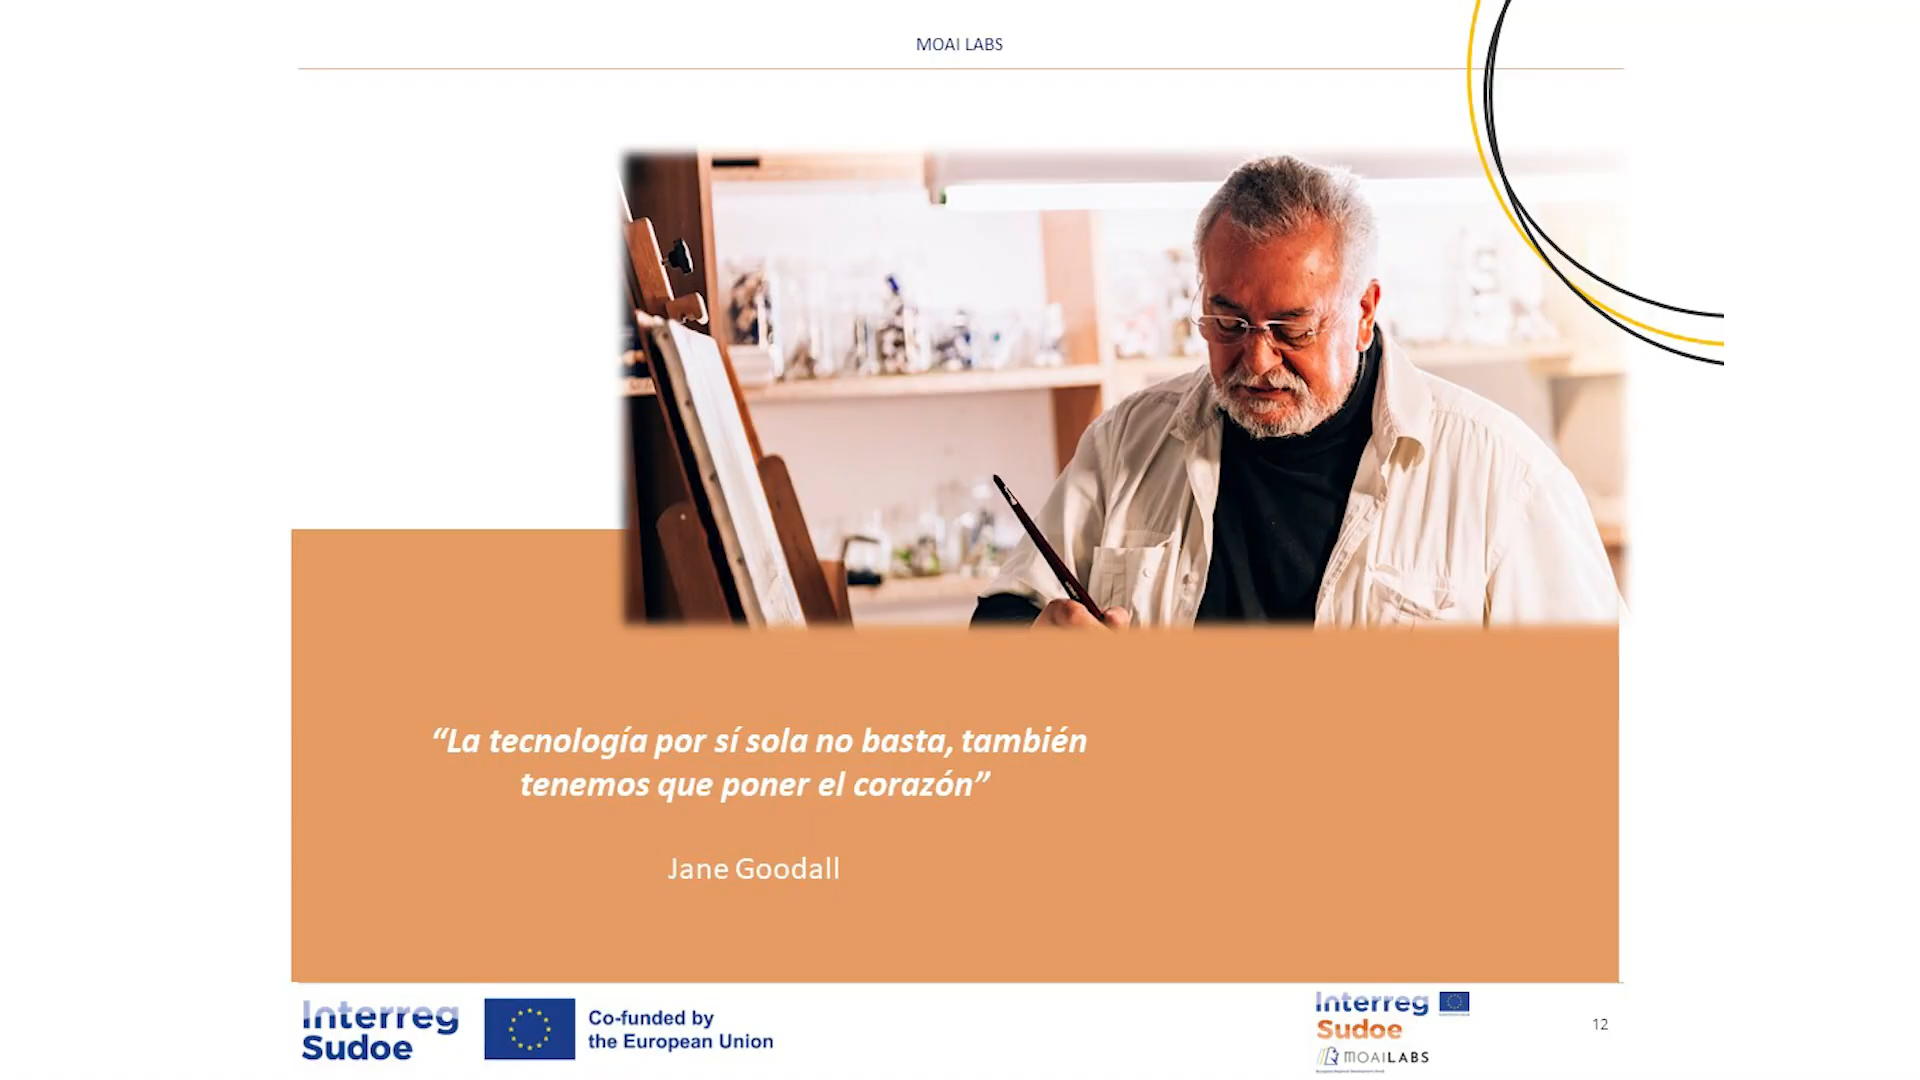 MOAI LABS
“La tecnología por sí sola no basta, también
tenemos que poner el corazón”
Jane Goodall
Interreg
Sudoe
Co-funded by
the European Union
Interreg
Sudoe
MOAILABS
12